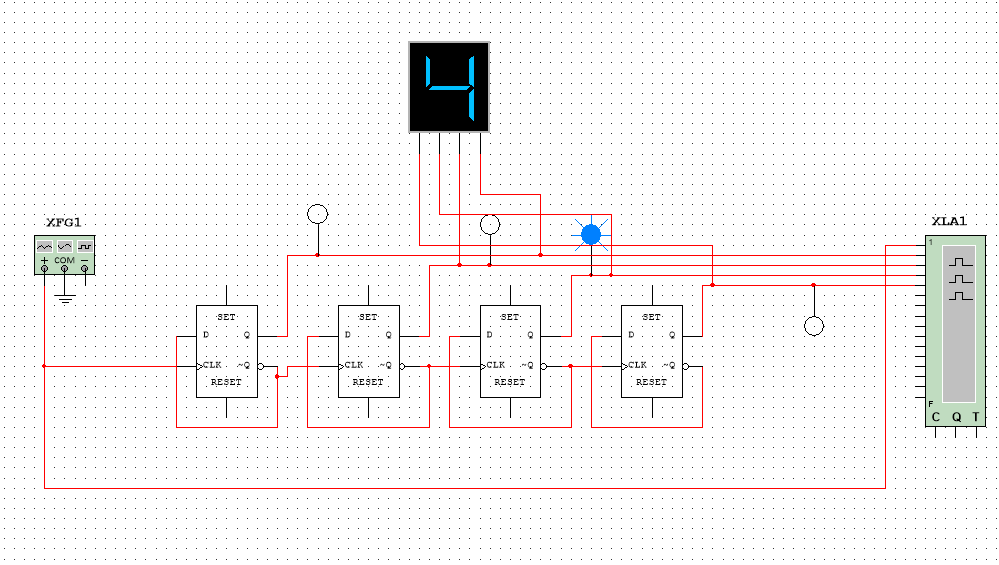 4
XFG1
XLA1
+ COM −
1
SET
SET
SET
SET
D Q
D Q
D Q
D Q
CLK ~Q
CLK ~Q
CLK ~Q
CLK ~Q
RESET
RESET
RESET
RESET
F
C Q T